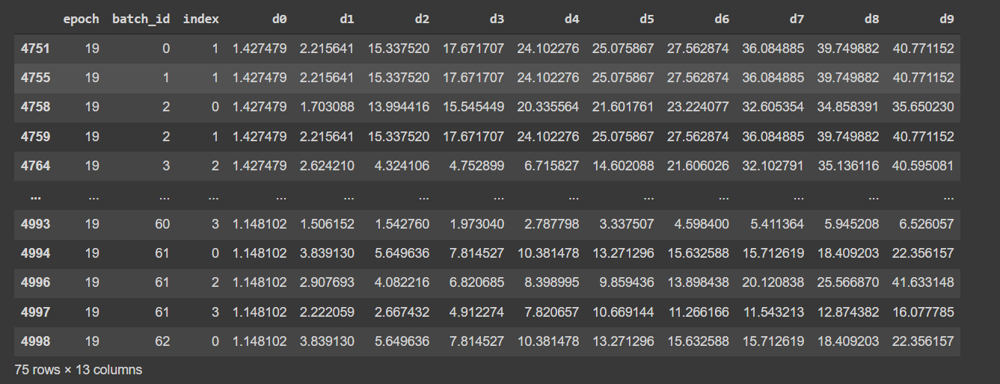 epoch batch_id index d0 d1 d2 d3 d4 d5 d6 d7 d8 d9
4751 19 0 1 1.427479 2.215641 15.337520 17.671707 24.102276 25.075867 27.562874 36.084885 39.749882 40.771152
4755 19 1 1 1.427479 2.215641 15.337520 17.671707 24.102276 25.075867 27.562874 36.084885 39.749882 40.771152
4758 19 2 0 1.427479 1.703088 13.994416 15.545449 20.335564 21.601761 23.224077 32.605354 34.858391 35.650230
4759 19 2 1 1.427479 2.215641 15.337520 17.671707 24.102276 25.075867 27.562874 36.084885 39.749882 40.771152
4764 19 3 2 1.427479 2.624210 4.324106 4.752899 6.715827 14.602088 21.606026 32.102791 35.136116 40.595081
... ... ... ... ... ... ... ... ... ... ... ... ... ...
4993 19 60 3 1.148102 1.506152 1.542760 1.973040 2.787798 3.337507 4.598400 5.411364 5.945208 6.526057
4994 19 61 0 1.148102 3.839130 5.649636 7.814527 10.381478 13.271296 15.632588 15.712619 18.409203 22.356157
4996 19 61 2 1.148102 2.907693 4.082216 6.820685 8.398995 9.859436 13.898438 20.120838 25.566870 41.633148
4997 19 61 3 1.148102 2.222059 2.667432 4.912274 7.820657 10.669144 11.266166 11.543213 12.874382 16.077785
4998 19 62 0 1.148102 3.839130 5.649636 7.814527 10.381478 13.271296 15.632588 15.712619 18.409203 22.356157
75 rows × 13 columns